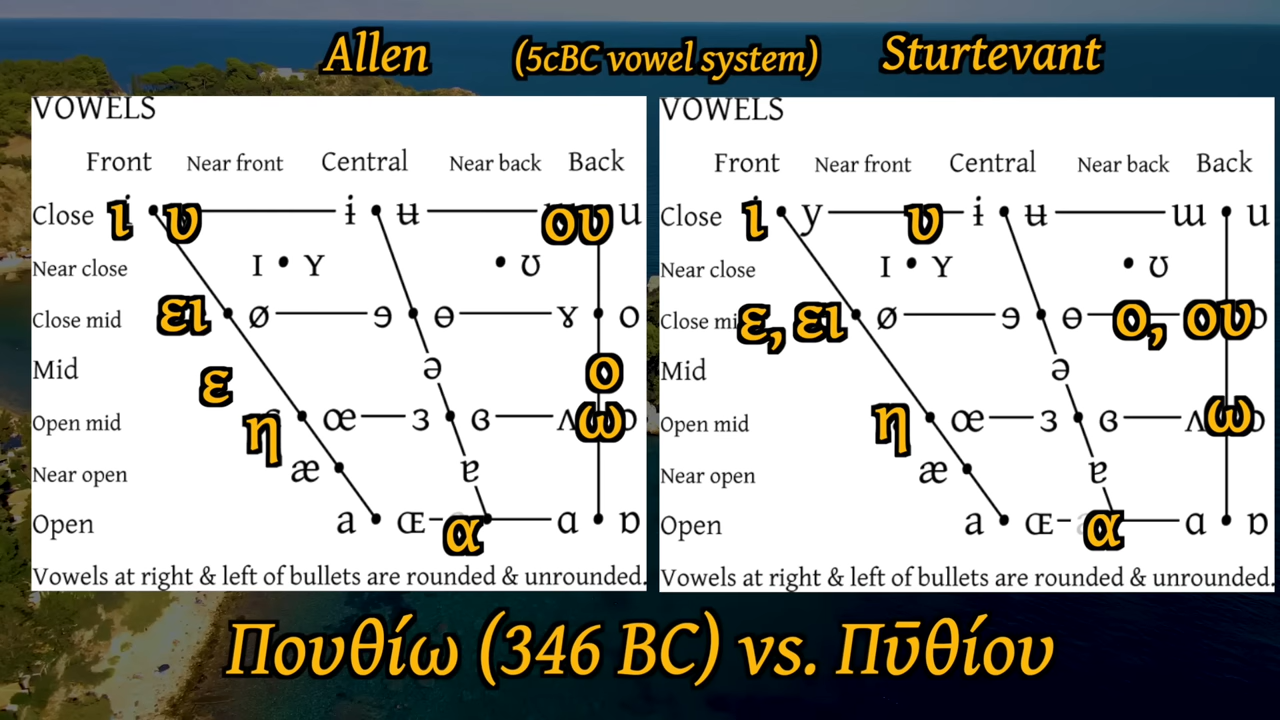 Allen (5cBC vowel system) Sturtevant
VOWELS
Front Near front Central Near back Back
Close ι υ ɨ ʉ ου u
Near close ɪ ʏ ʊ
Close mid ει ø ɘ ɵ ɤ o
Mid ε ə ο
Open mid η œ ɜ ɞ ʌ ω
Near open æ ɐ
Open a ɶ α ɑ ɒ
Vowels at right & left of bullets are rounded & unrounded.
VOWELS
Front Near front Central Near back Back
Close ι y υ ɨ ʉ ɯ u
Near close ɪ ʏ ʊ
Close mi ε, ει ø ɘ ɵ ο, ου
Mid ə
Open mid η œ ɜ ɞ ʌ ω ɔ
Near open æ ɐ
Open a ɶ α ɑ ɒ
Vowels at right & left of bullets are rounded & unrounded.
Πουθίω (346 BC) vs. Πῡθίου